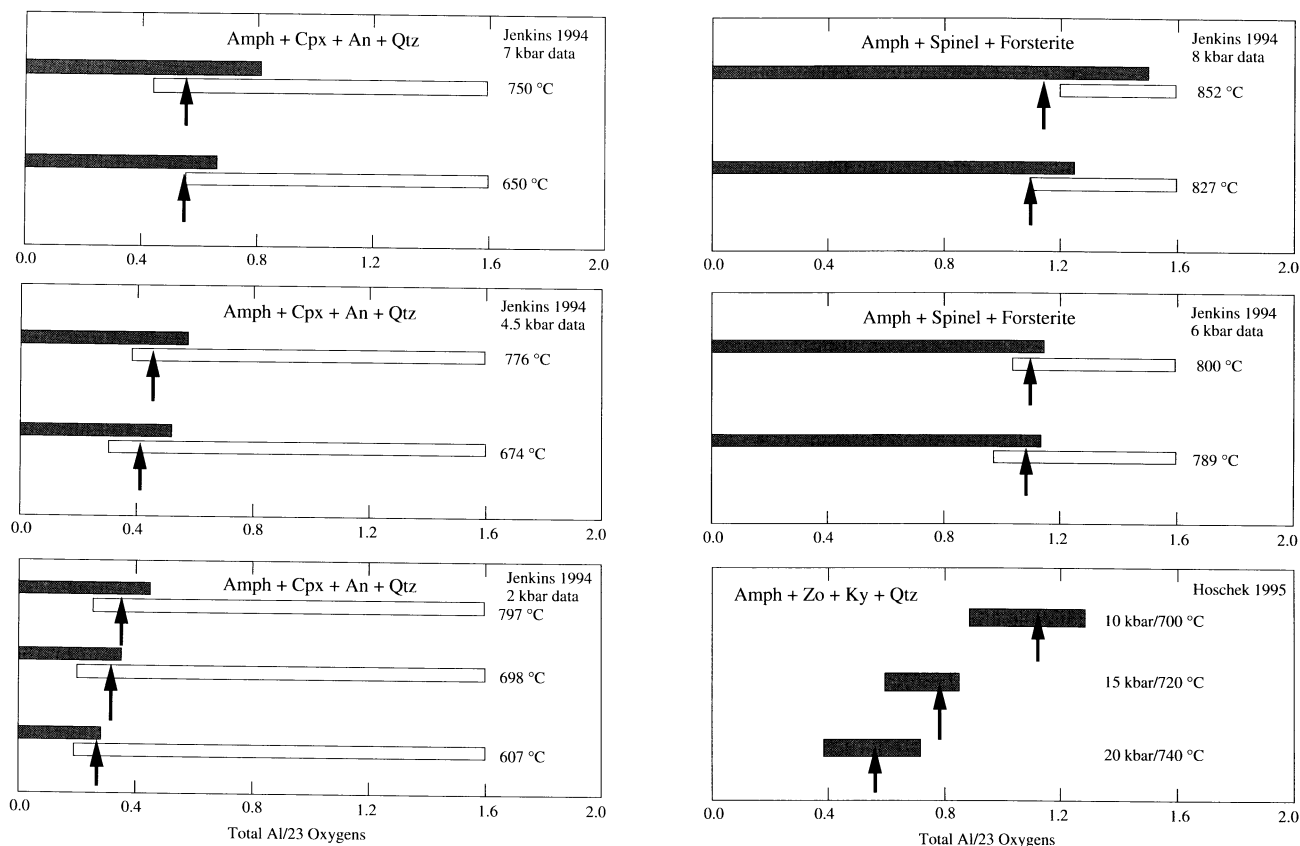 Amph + Cpx + An + Qtz
Jenkins 1994
7 kbar data
750 °C
650 °C
0.0 0.4 0.8 1.2 1.6 2.0
Amph + Cpx + An + Qtz
Jenkins 1994
4.5 kbar data
776 °C
674 °C
0.0 0.4 0.8 1.2 1.6 2.0
Amph + Cpx + An + Qtz
Jenkins 1994
2 kbar data
797 °C
698 °C
607 °C
0.0 0.4 0.8 1.2 1.6 2.0
Total Al/23 Oxygens
Amph + Spinel + Forsterite
Jenkins 1994
8 kbar data
852 °C
827 °C
0.0 0.4 0.8 1.2 1.6 2.0
Amph + Spinel + Forsterite
Jenkins 1994
6 kbar data
800 °C
789 °C
0.0 0.4 0.8 1.2 1.6 2.0
Amph + Zo + Ky + Qtz
Hoschek 1995
10 kbar/700 °C
15 kbar/720 °C
20 kbar/740 °C
0.0 0.4 0.8 1.2 1.6 2.0
Total Al/23 Oxygens